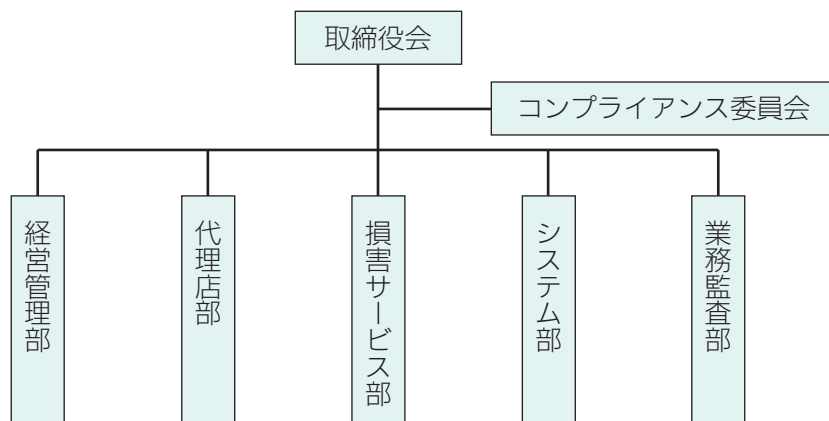 取締役会
コンプライアンス委員会
経営管理部
代理店部
損害サービス部
システム部
業務監査部